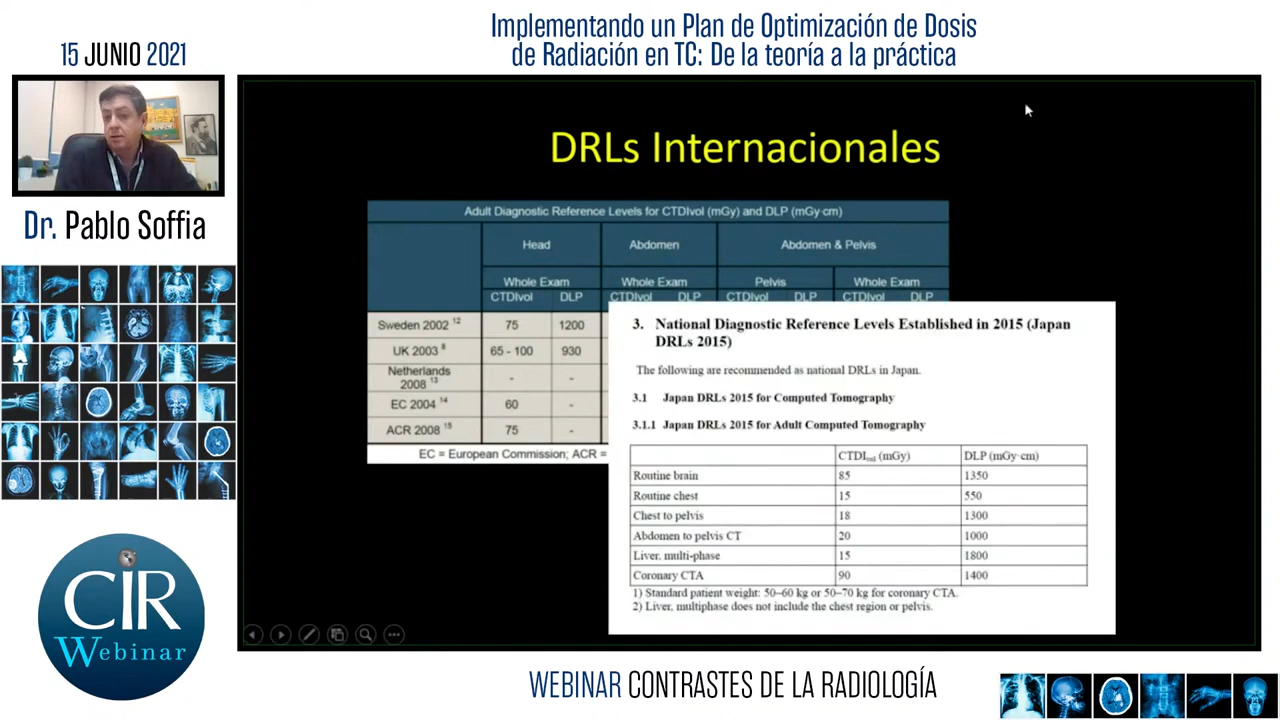 15 JUNIO 2021
Implementando un Plan de Optimización de Dosis
de Radiación en TC: De la teoría a la práctica
Dr. Pablo Soffia
DRLs Internacionales
Adult Diagnostic Reference Levels for CTDIvol (mGy) and DLP (mGy·cm)
Head Abdomen Abdomen & Pelvis
Whole Exam Whole Exam Pelvis Whole Exam
CTDIvol DLP CTDIvol DLP CTDIvol DLP CTDIvol DLP
Sweden 2002 12 75 1200
UK 2003 8 65 - 100 930
Netherlands
2008 13 - -
EC 2004 14 60 -
ACR 2008 15 75 -
EC = European Commission; ACR =
3. National Diagnostic Reference Levels Established in 2015 (Japan
DRLs 2015)
The following are recommended as national DRLs in Japan.
3.1 Japan DRLs 2015 for Computed Tomography
3.1.1 Japan DRLs 2015 for Adult Computed Tomography
CTDIvol (mGy) DLP (mGy·cm)
Routine brain 85 1350
Routine chest 15 550
Chest to pelvis 18 1300
Abdomen to pelvis CT 20 1000
Liver, multi-phase 15 1800
Coronary CTA 90 1400
1) Standard patient weight: 50–60 kg or 50–70 kg for coronary CTA.
2) Liver, multiphase does not include the chest region or pelvis.
CIR
Webinar
WEBINAR CONTRASTES DE LA RADIOLOGÍA